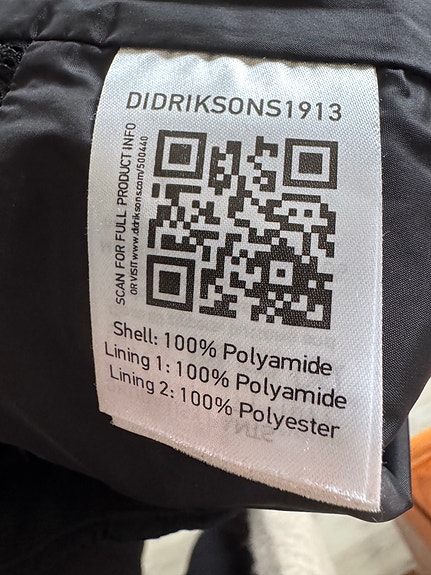 DIDRIKSONS1913
SCAN FOR FULL PRODUCT INFO
OR VISIT www.didriksons.com/500440
Shell: 100% Polyamide
Lining 1: 100% Polyamide
Lining 2: 100% Polyester